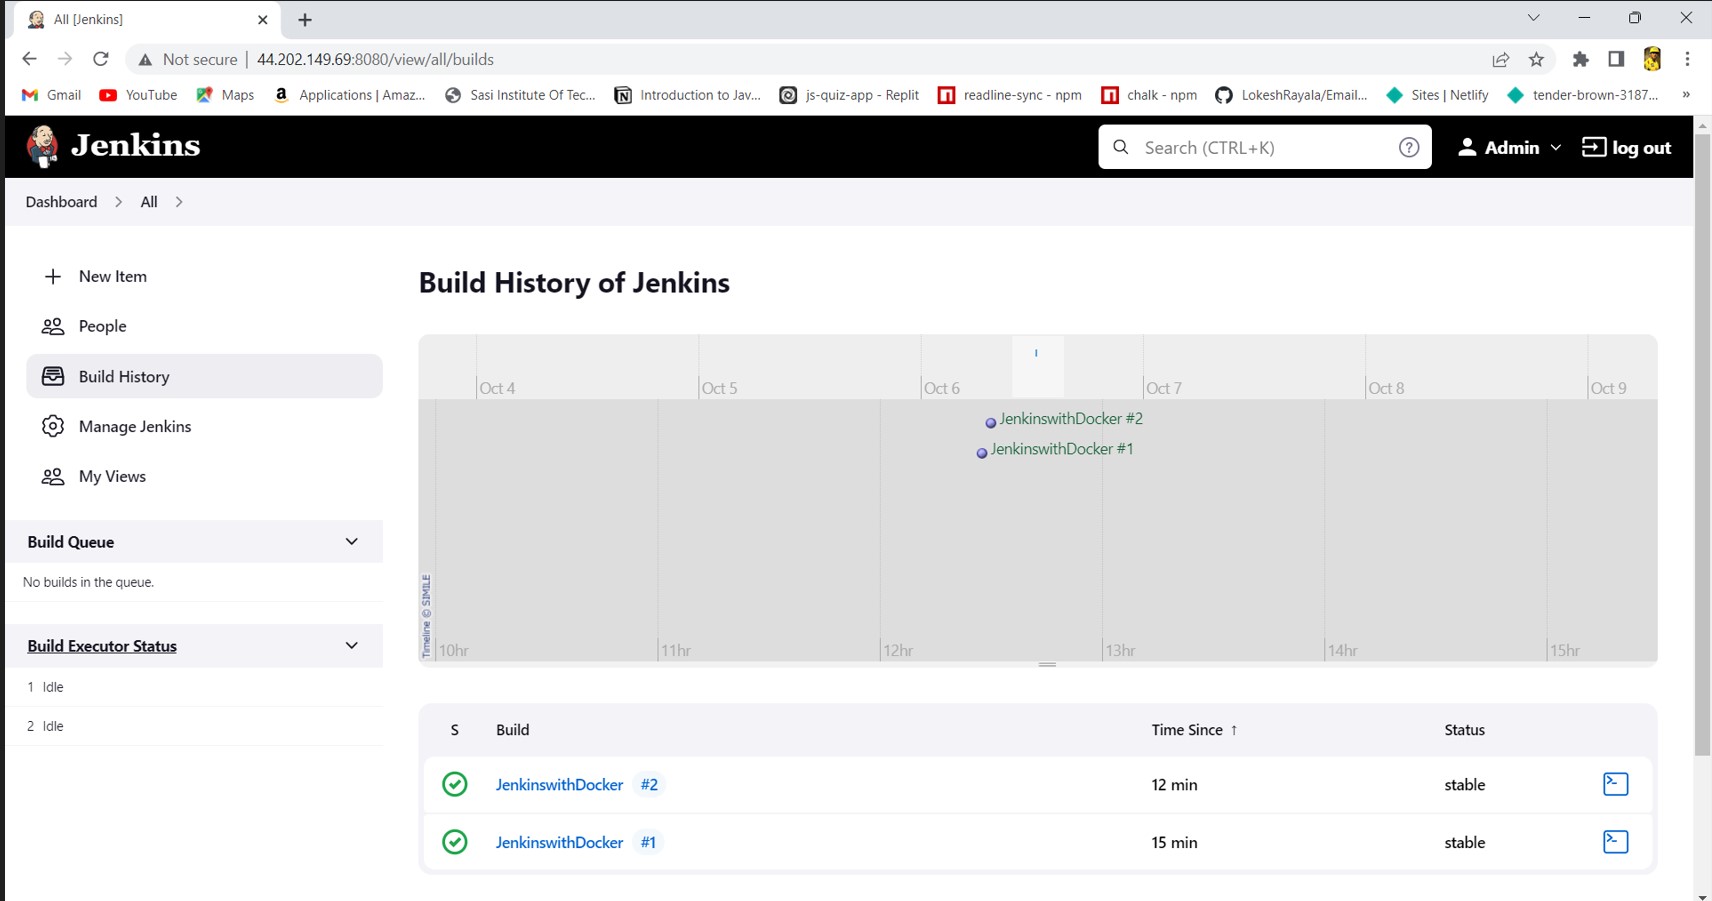 All [Jenkins]
Not secure | 44.202.149.69:8080/view/all/builds
Gmail YouTube Maps Applications | Amaz... Sasi Institute Of Tec... Introduction to Jav... js-quiz-app - Replit readline-sync - npm chalk - npm LokeshRayala/Email... Sites | Netlify tender-brown-3187... »
Jenkins Search (CTRL+K) ? Admin log out
Dashboard All
New Item
People
Build History
Manage Jenkins
My Views
Build Queue
No builds in the queue.
Build Executor Status
1 Idle
2 Idle
Build History of Jenkins
Oct 4 Oct 5 Oct 6 Oct 7 Oct 8 Oct 9
JenkinswithDocker #2
JenkinswithDocker #1
Timeline © SIMILE
10hr 11hr 12hr 13hr 14hr 15hr
S Build Time Since ↑ Status
JenkinswithDocker #2 12 min stable
JenkinswithDocker #1 15 min stable